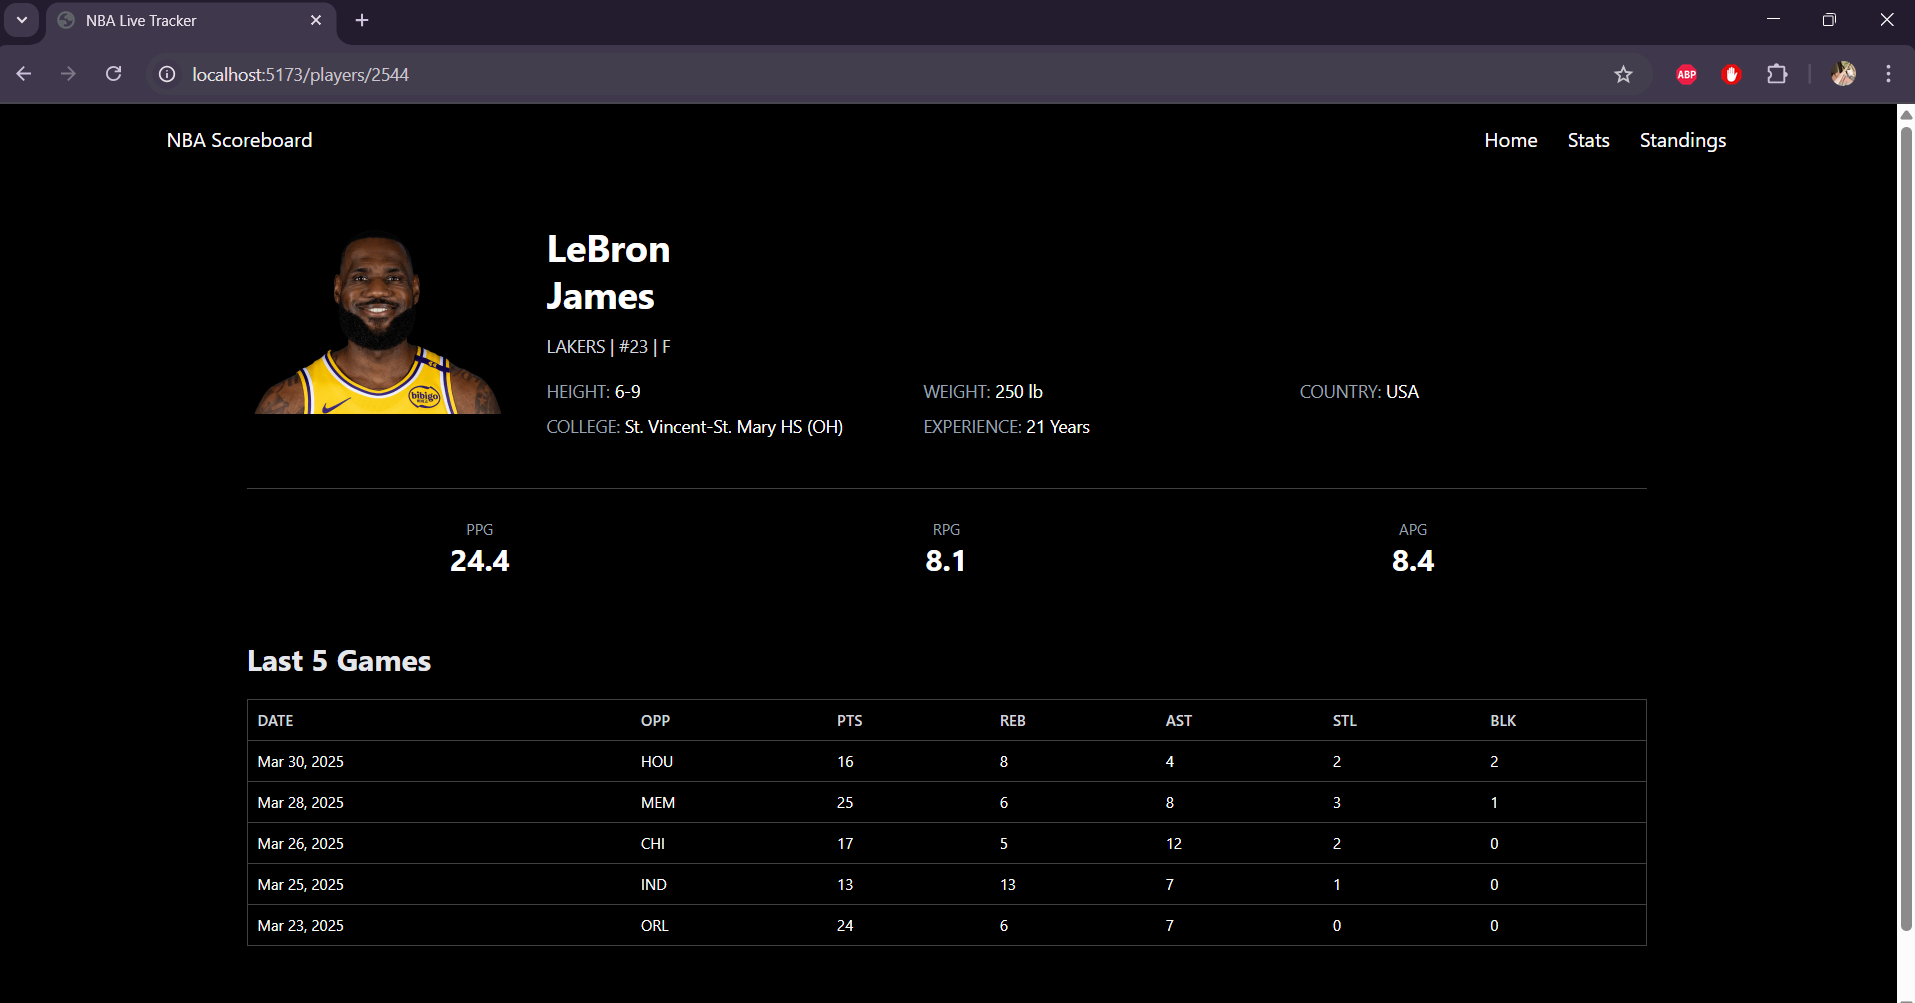 NBA Live Tracker
localhost:5173/players/2544
ABP
NBA Scoreboard Home Stats Standings
LeBron
James
LAKERS | #23 | F
HEIGHT: 6-9 WEIGHT: 250 lb COUNTRY: USA
COLLEGE: St. Vincent-St. Mary HS (OH) EXPERIENCE: 21 Years
bibigo
PPG RPG APG
24.4 8.1 8.4
Last 5 Games
DATE OPP PTS REB AST STL BLK
Mar 30, 2025 HOU 16 8 4 2 2
Mar 28, 2025 MEM 25 6 8 3 1
Mar 26, 2025 CHI 17 5 12 2 0
Mar 25, 2025 IND 13 13 7 1 0
Mar 23, 2025 ORL 24 6 7 0 0